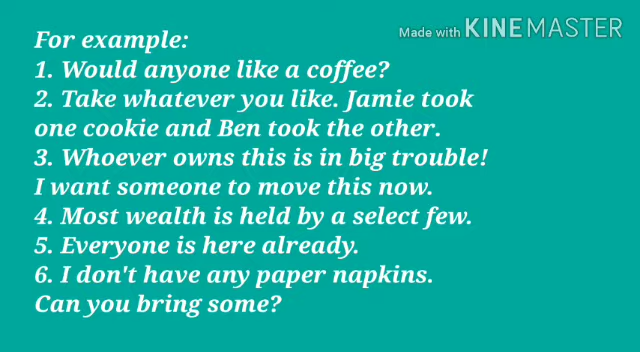 Made with KINEMASTER
For example:
1. Would anyone like a coffee?
2. Take whatever you like. Jamie took
one cookie and Ben took the other.
3. Whoever owns this is in big trouble!
I want someone to move this now.
4. Most wealth is held by a select few.
5. Everyone is here already.
6. I don't have any paper napkins.
Can you bring some?